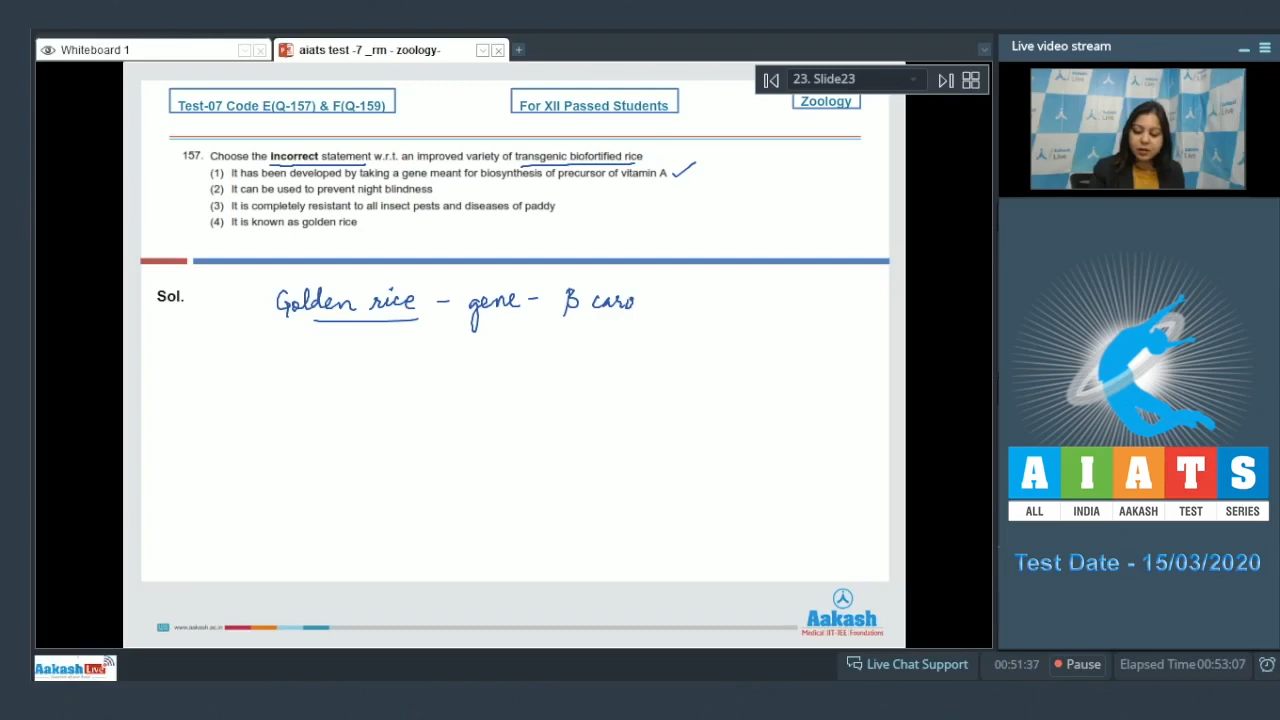 Whiteboard 1
aiats test -7 _rm - zoology-
Live video stream
23. Slide23
Test-07 Code E(Q-157) & F(Q-159)
For XII Passed Students
Zoology
157. Choose the Incorrect statement w.r.t. an improved variety of transgenic biofortified rice
(1) It has been developed by taking a gene meant for biosynthesis of precursor of vitamin A
(2) It can be used to prevent night blindness
(3) It is completely resistant to all insect pests and diseases of paddy
(4) It is known as golden rice
Sol.
Golden rice - gene - β caro
AIATS
ALL INDIA AAKASH TEST SERIES
Test Date - 15/03/2020
www.aakash.ac.in
Aakash
Medical | IIT-JEE | Foundations
Aakash Live
Live Chat Support
00:51:37
Pause
Elapsed Time 00:53:07